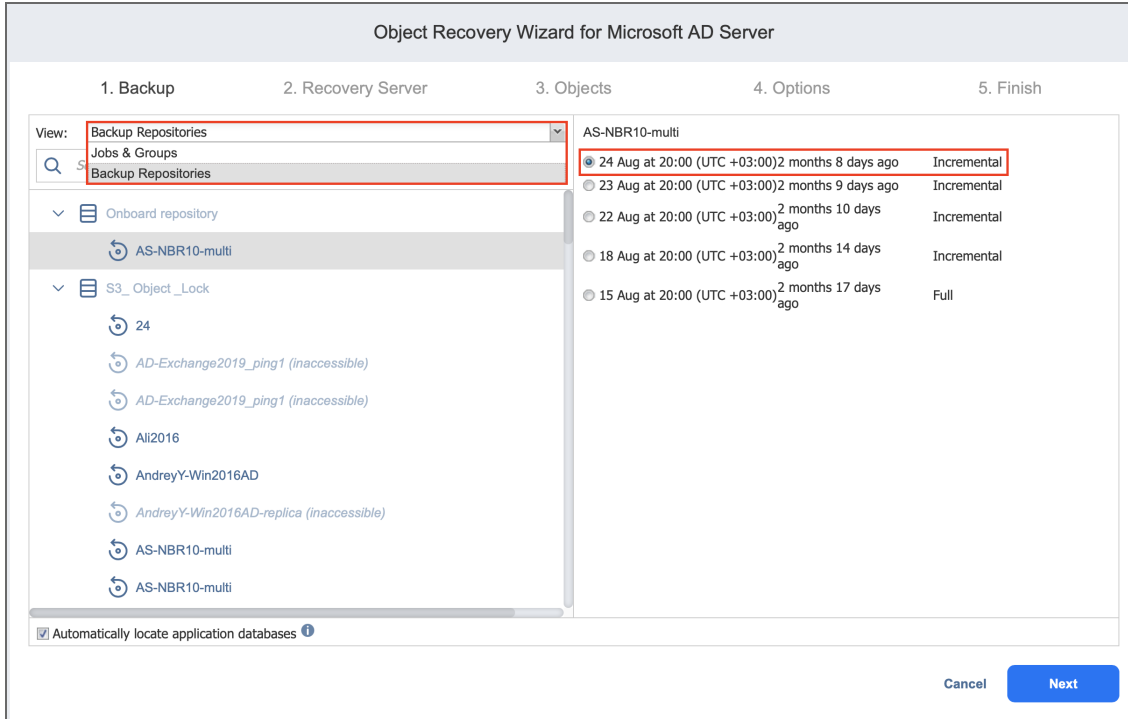 Object Recovery Wizard for Microsoft AD Server
1. Backup 2. Recovery Server 3. Objects 4. Options 5. Finish
View: Backup Repositories
Jobs & Groups
Backup Repositories
Onboard repository
AS-NBR10-multi
S3_ Object _Lock
24
AD-Exchange2019_ping1 (inaccessible)
AD-Exchange2019_ping1 (inaccessible)
Ali2016
AndreyY-Win2016AD
AndreyY-Win2016AD-replica (inaccessible)
AS-NBR10-multi
AS-NBR10-multi
Automatically locate application databases
AS-NBR10-multi
24 Aug at 20:00 (UTC +03:00) 2 months 8 days ago Incremental
23 Aug at 20:00 (UTC +03:00) 2 months 9 days ago Incremental
22 Aug at 20:00 (UTC +03:00) 2 months 10 days ago Incremental
18 Aug at 20:00 (UTC +03:00) 2 months 14 days ago Incremental
15 Aug at 20:00 (UTC +03:00) 2 months 17 days ago Full
Cancel Next